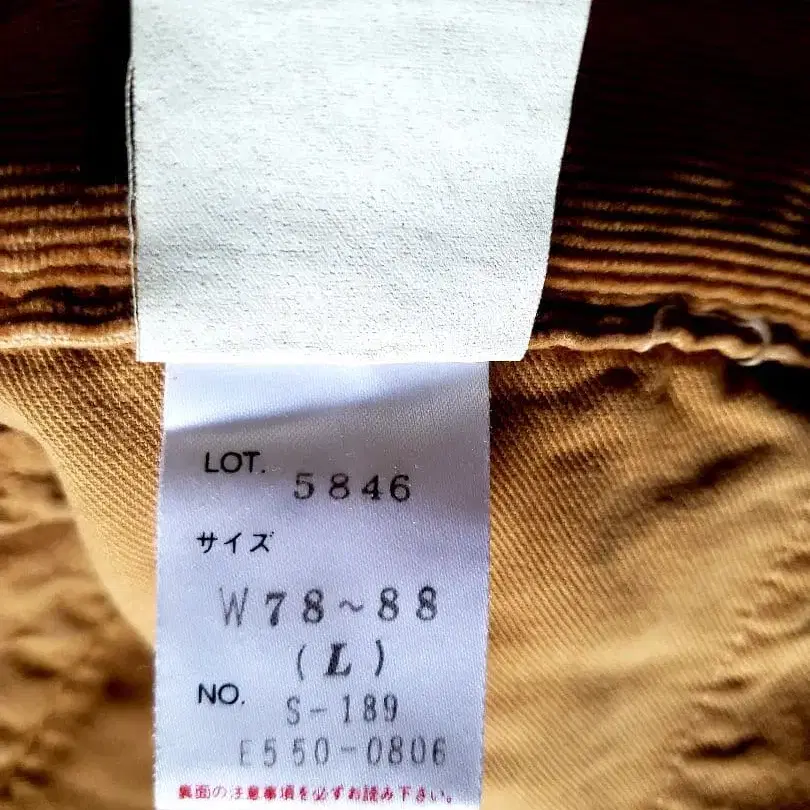 LOT. 5846
サイズ
W78~88
(L)
NO. S-189
E550-0806
裏面の注意事項を必ずお読み下さい。